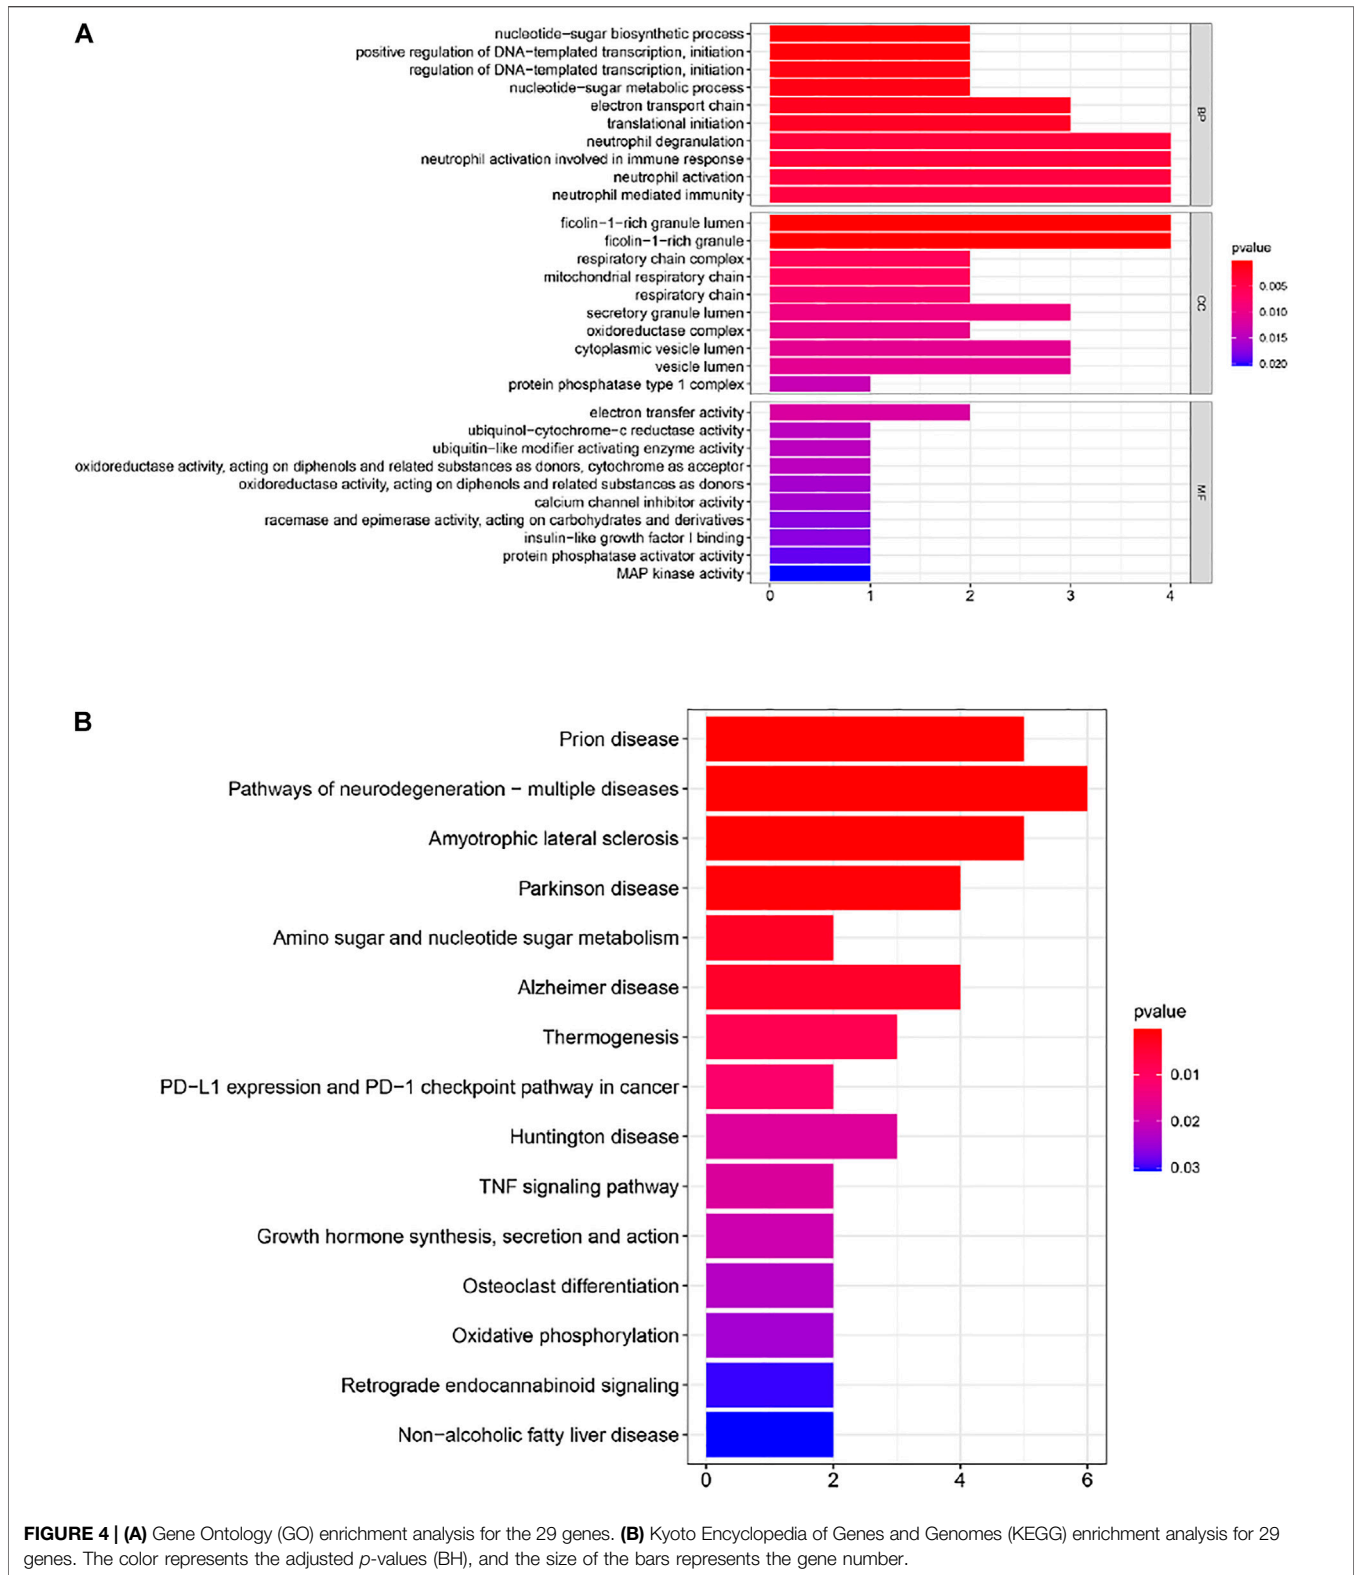 A
nucleotide−sugar biosynthetic process
positive regulation of DNA−templated transcription, initiation
regulation of DNA−templated transcription, initiation
nucleotide−sugar metabolic process
electron transport chain
translational initiation
neutrophil degranulation
neutrophil activation involved in immune response
neutrophil activation
neutrophil mediated immunity
BP
ficolin−1−rich granule lumen
ficolin−1−rich granule
respiratory chain complex
mitochondrial respiratory chain
respiratory chain
secretory granule lumen
oxidoreductase complex
cytoplasmic vesicle lumen
vesicle lumen
protein phosphatase type 1 complex
CC
electron transfer activity
ubiquinol−cytochrome−c reductase activity
ubiquitin−like modifier activating enzyme activity
oxidoreductase activity, acting on diphenols and related substances as donors, cytochrome as acceptor
oxidoreductase activity, acting on diphenols and related substances as donors
calcium channel inhibitor activity
racemase and epimerase activity, acting on carbohydrates and derivatives
insulin−like growth factor I binding
protein phosphatase activator activity
MAP kinase activity
MF
0 1 2 3 4
pvalue
0.005
0.010
0.015
0.020
B
Prion disease
Pathways of neurodegeneration − multiple diseases
Amyotrophic lateral sclerosis
Parkinson disease
Amino sugar and nucleotide sugar metabolism
Alzheimer disease
Thermogenesis
PD−L1 expression and PD−1 checkpoint pathway in cancer
Huntington disease
TNF signaling pathway
Growth hormone synthesis, secretion and action
Osteoclast differentiation
Oxidative phosphorylation
Retrograde endocannabinoid signaling
Non−alcoholic fatty liver disease
0 2 4 6
pvalue
0.01
0.02
0.03
FIGURE 4 | (A) Gene Ontology (GO) enrichment analysis for the 29 genes. (B) Kyoto Encyclopedia of Genes and Genomes (KEGG) enrichment analysis for 29
genes. The color represents the adjusted p-values (BH), and the size of the bars represents the gene number.